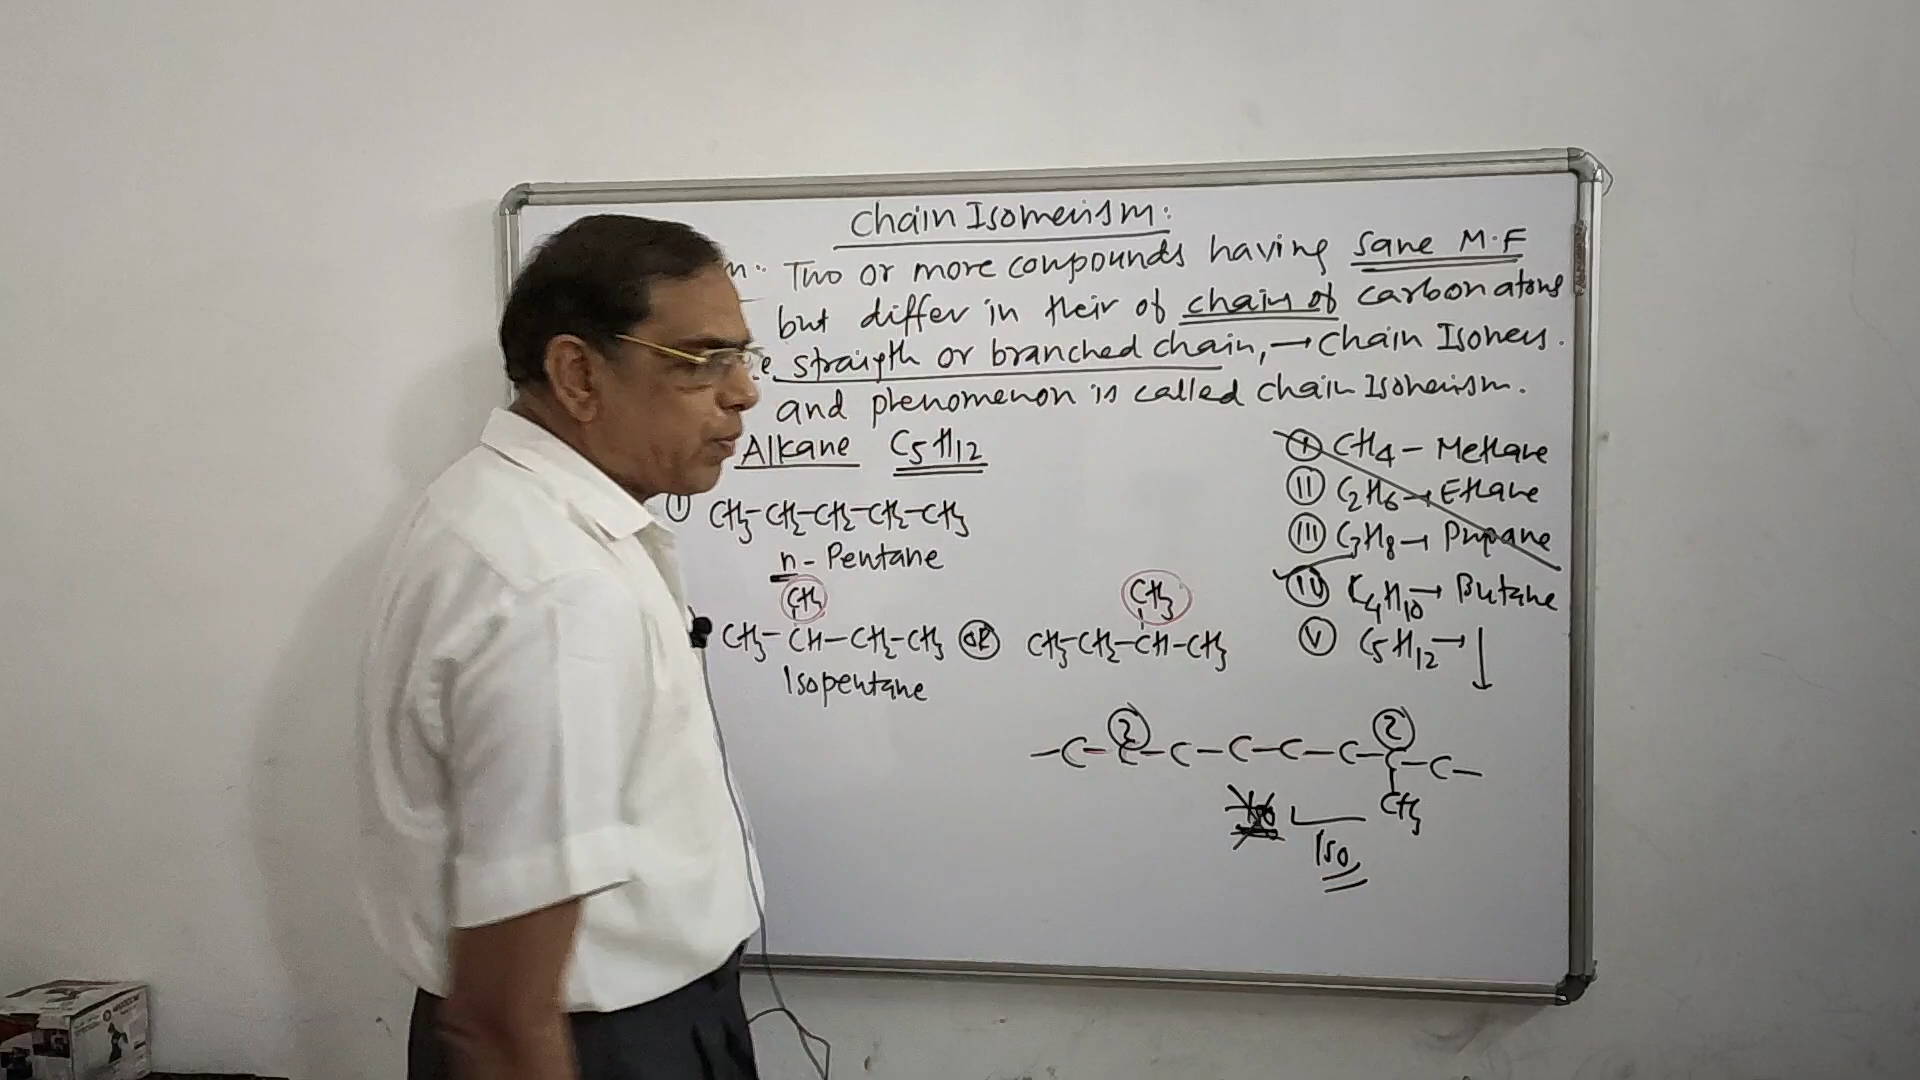 Chain Isomerism:
n: Two or more compounds having same M.F
but differ in their of chain of carbon atoms
e straigth or branched chain, → Chain Isomers.
and phenomenon is called chain Isomerism.
Alkane C5H12
(I) CH3-CH2-CH2-CH2-CH3
n-Pentane
CH3
CH3-CH-CH2-CH3 (OR) CH3-CH2-CH-CH3
CH3
Isopentane
(I) CH4 - Methane
(II) C2H6 → Ethane
(III) C3H8 → Propane
(IV) C4H10 → Butane
(V) C5H12 → ↓
-C-C-C-C-C-C-C-C-
2 2
CH3
Iso